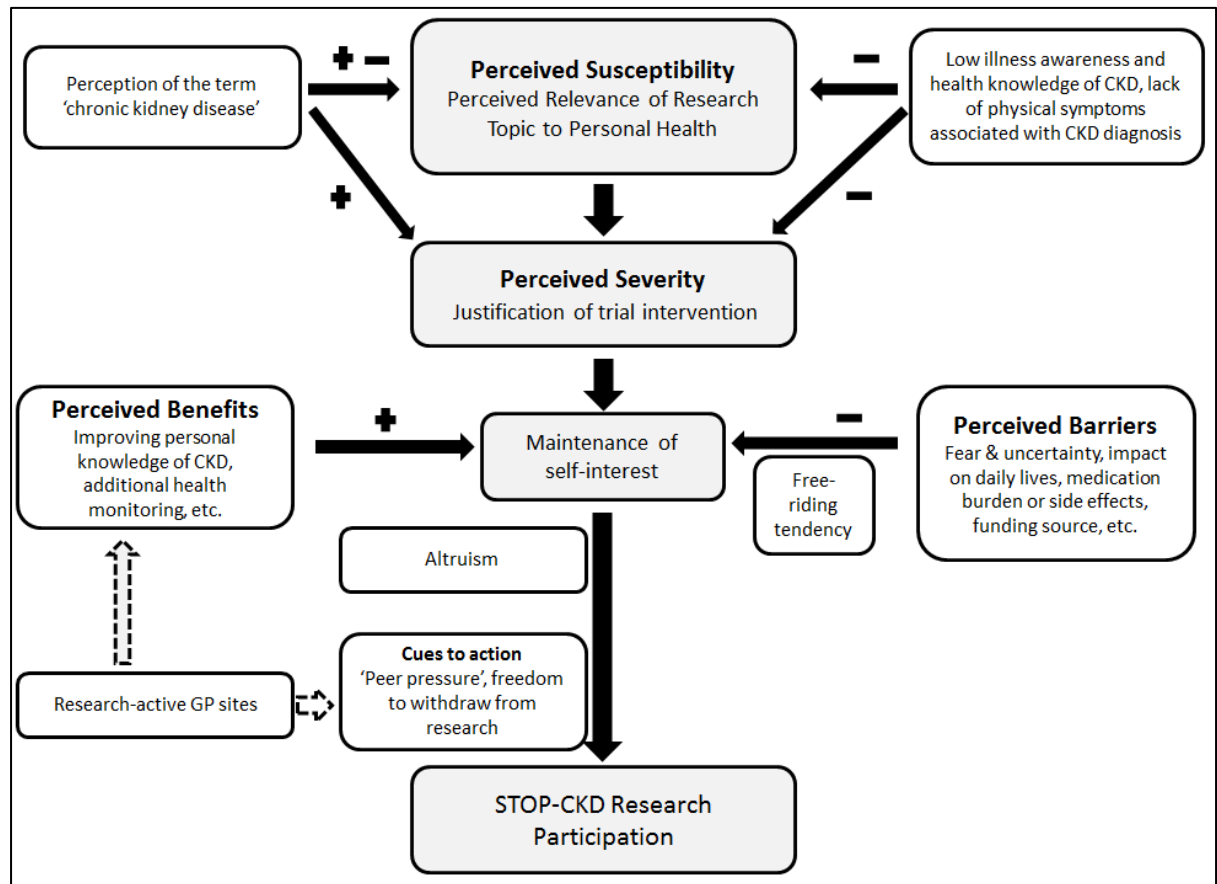 Perception of the term
‘chronic kidney disease’
+ −
Perceived Susceptibility
Perceived Relevance of Research
Topic to Personal Health
−
Low illness awareness and
health knowledge of CKD, lack
of physical symptoms
associated with CKD diagnosis
+
−
Perceived Severity
Justification of trial intervention
Perceived Benefits
Improving personal
knowledge of CKD,
additional health
monitoring, etc.
+
Maintenance of
self-interest
−
Free-
riding
tendency
Perceived Barriers
Fear & uncertainty, impact
on daily lives, medication
burden or side effects,
funding source, etc.
Altruism
Research-active GP sites
Cues to action
‘Peer pressure’, freedom
to withdraw from
research
STOP-CKD Research
Participation